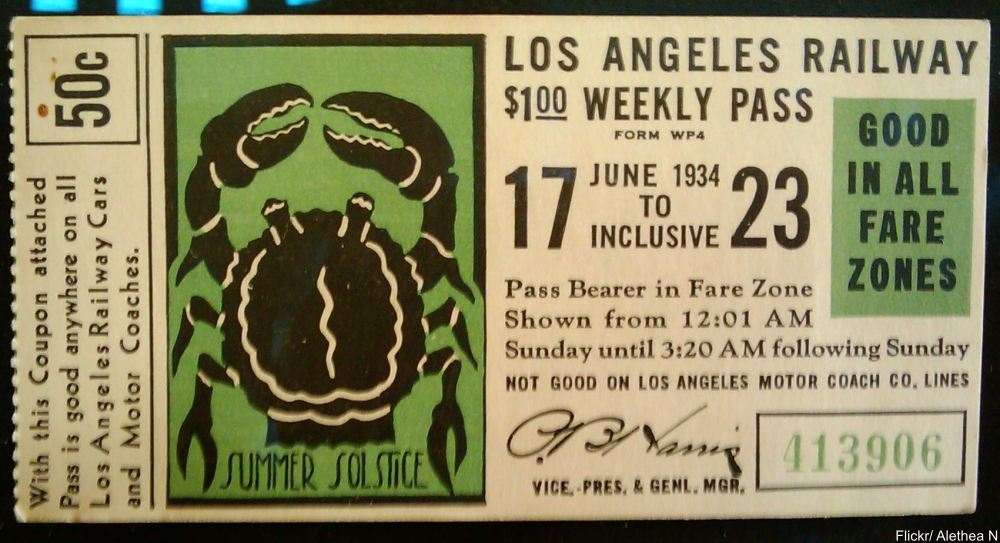 50c
With this Coupon attached
Pass is good anywhere on all
Los Angeles Railway Cars
and Motor Coaches.
SUMMER SOLSTICE
LOS ANGELES RAILWAY
$1.00 WEEKLY PASS
FORM WP4
17 JUNE 1934 TO INCLUSIVE 23
GOOD
IN ALL
FARE
ZONES
Pass Bearer in Fare Zone
Shown from 12:01 AM
Sunday until 3:20 AM following Sunday
NOT GOOD ON LOS ANGELES MOTOR COACH CO. LINES
VICE.-PRES. & GENL. MGR.
413906
Flickr/ Alethea N